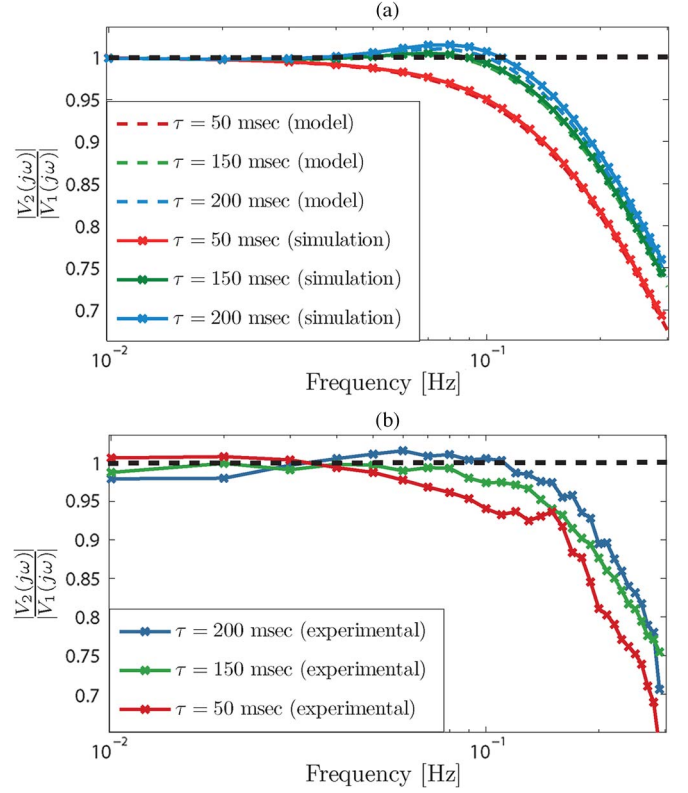 (a)
1
0.95
0.9
0.85
0.8
0.75
0.7
|V₂(jω)|
|V₁(jω)|
τ = 50 msec (model)
τ = 150 msec (model)
τ = 200 msec (model)
τ = 50 msec (simulation)
τ = 150 msec (simulation)
τ = 200 msec (simulation)
10⁻² 10⁻¹
Frequency [Hz]
(b)
1
0.95
0.9
0.85
0.8
0.75
0.7
|V₂(jω)|
|V₁(jω)|
τ = 200 msec (experimental)
τ = 150 msec (experimental)
τ = 50 msec (experimental)
10⁻² 10⁻¹
Frequency [Hz]